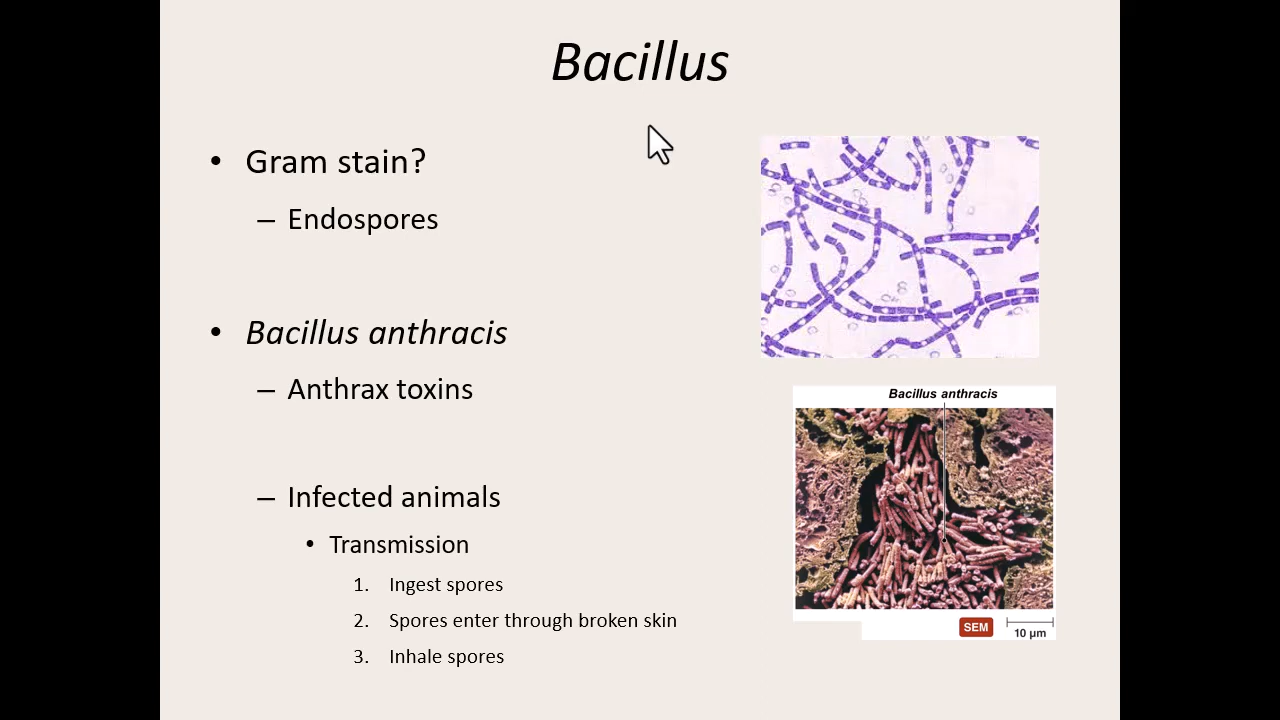 Bacillus
• Gram stain?
– Endospores
• Bacillus anthracis
– Anthrax toxins
– Infected animals
• Transmission
1. Ingest spores
2. Spores enter through broken skin
3. Inhale spores
Bacillus anthracis
SEM
10 µm